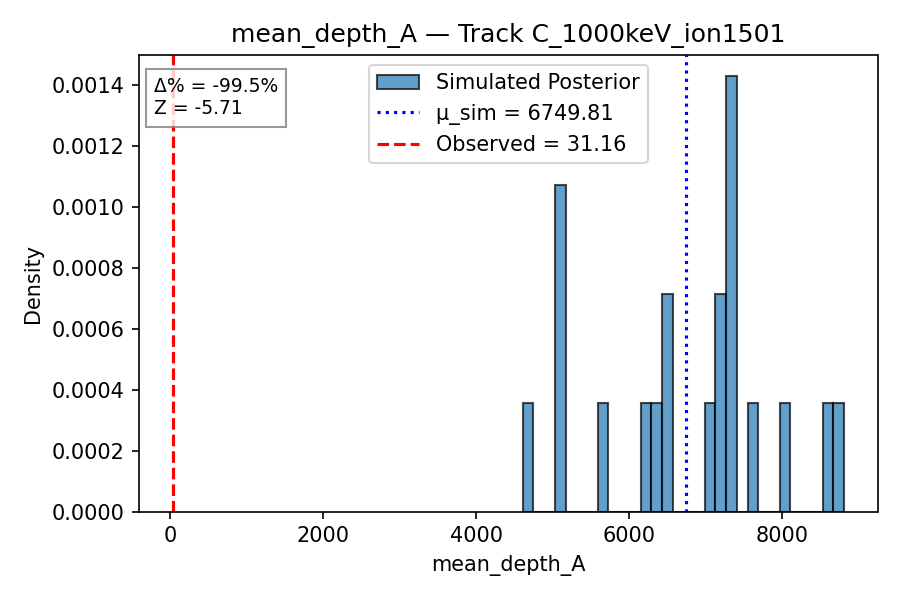 mean_depth_A — Track C_1000keV_ion1501
Δ% = -99.5%
Z = -5.71
Simulated Posterior
μ_sim = 6749.81
Observed = 31.16
Density
0.0014
0.0012
0.0010
0.0008
0.0006
0.0004
0.0002
0.0000
0 2000 4000 6000 8000
mean_depth_A